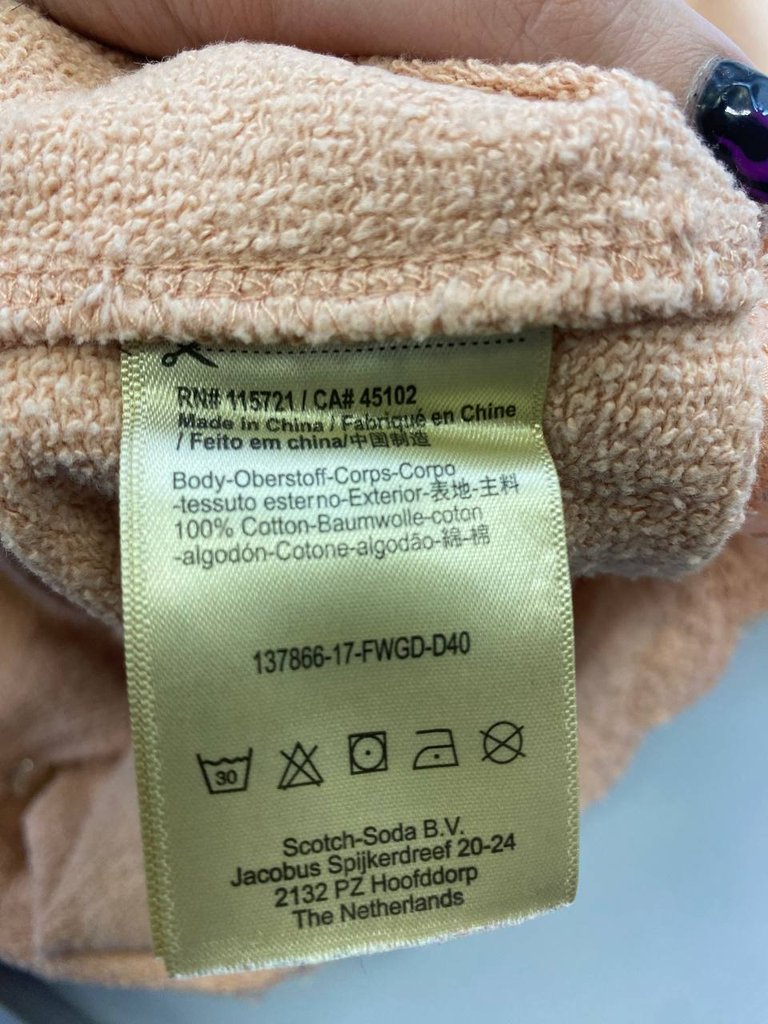 RN# 115721 / CA# 45102
Made in China / Fabriqué en Chine
/ Feito em china/中国制造
Body-Oberstoff-Corps-Corpo
-tessuto esterno-Exterior-表地-主料
100% Cotton-Baumwolle-coton
-algodón-Cotone-algodão-綿-棉
137866-17-FWGD-D40
30
Scotch-Soda B.V.
Jacobus Spijkerdreef 20-24
2132 PZ Hoofddorp
The Netherlands